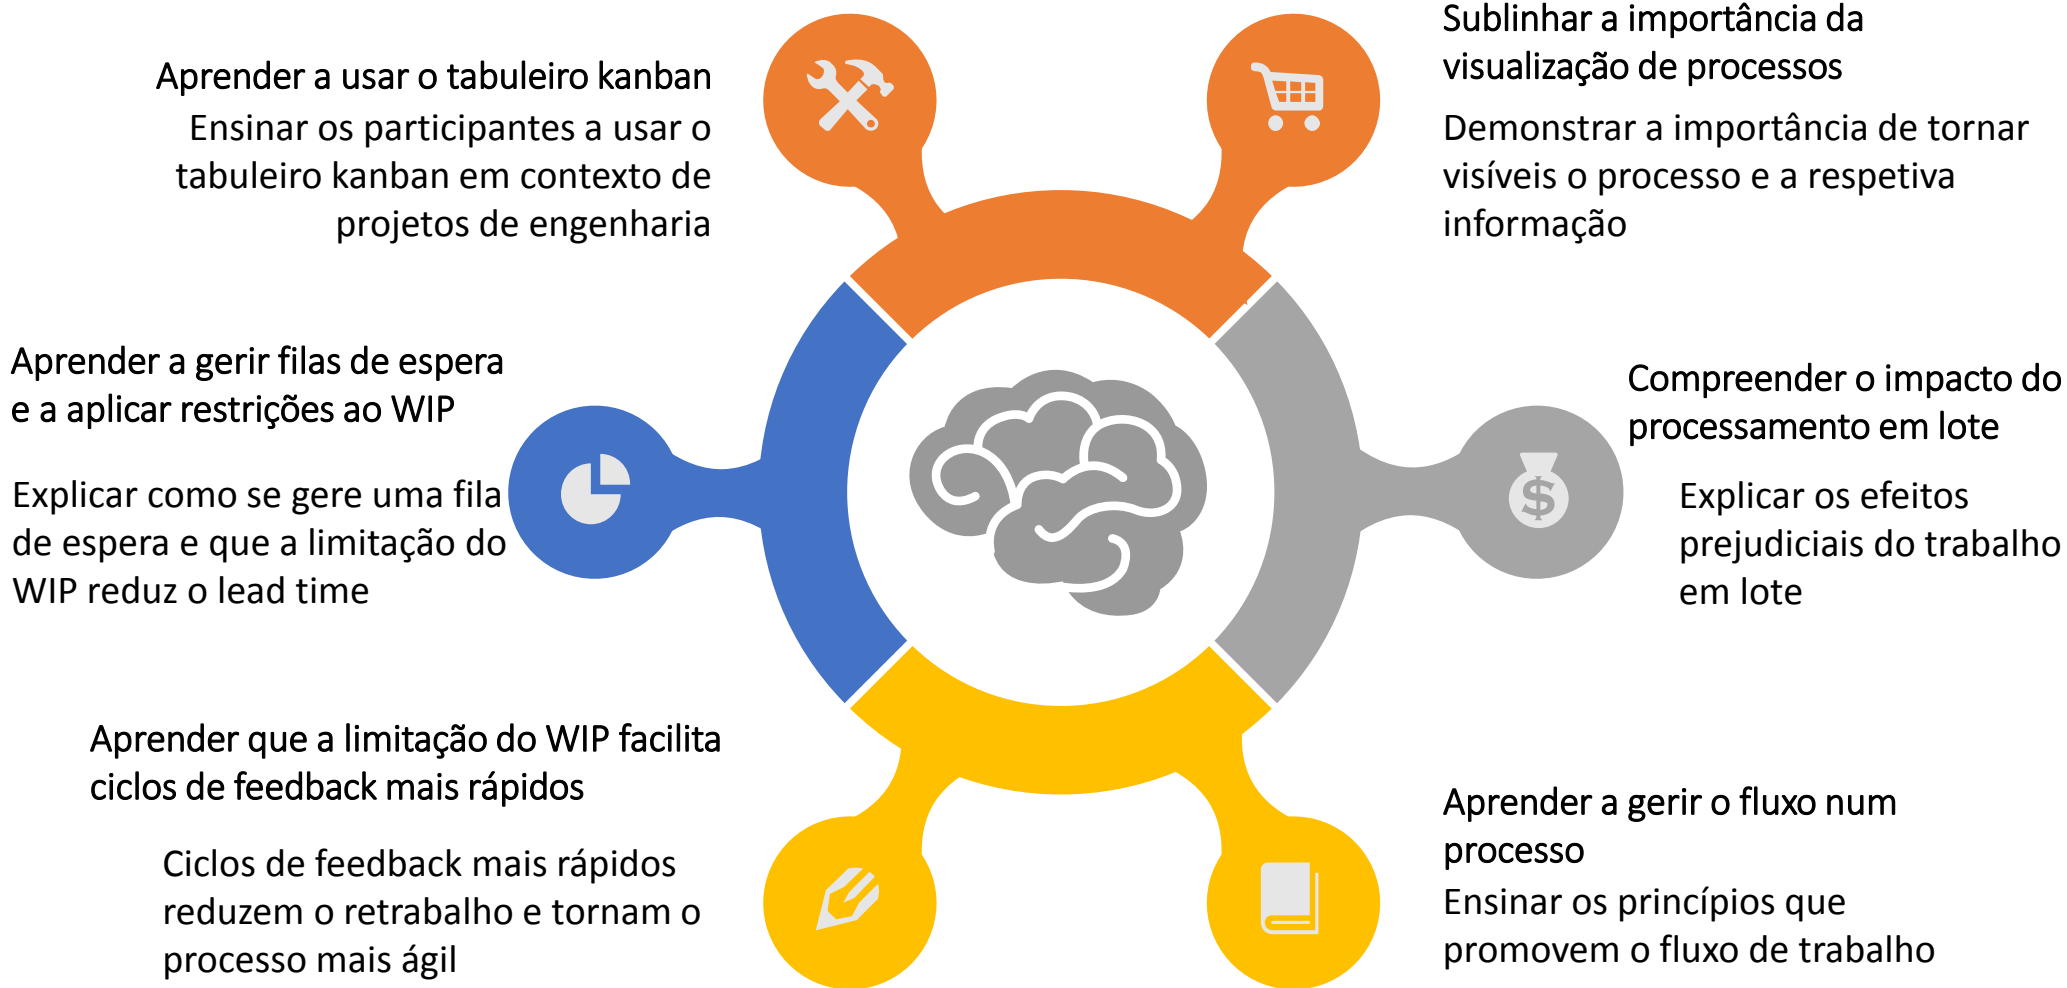 Aprender a usar o tabuleiro kanban
Ensinar os participantes a usar o
tabuleiro kanban em contexto de
projetos de engenharia
Sublinhar a importância da
visualização de processos
Demonstrar a importância de tornar
visíveis o processo e a respetiva
informação
Aprender a gerir filas de espera
e a aplicar restrições ao WIP
Explicar como se gere uma fila
de espera e que a limitação do
WIP reduz o lead time
Compreender o impacto do
processamento em lote
$
Explicar os efeitos
prejudiciais do trabalho
em lote
Aprender que a limitação do WIP facilita
ciclos de feedback mais rápidos
Ciclos de feedback mais rápidos
reduzem o retrabalho e tornam o
processo mais ágil
Aprender a gerir o fluxo num
processo
Ensinar os princípios que
promovem o fluxo de trabalho